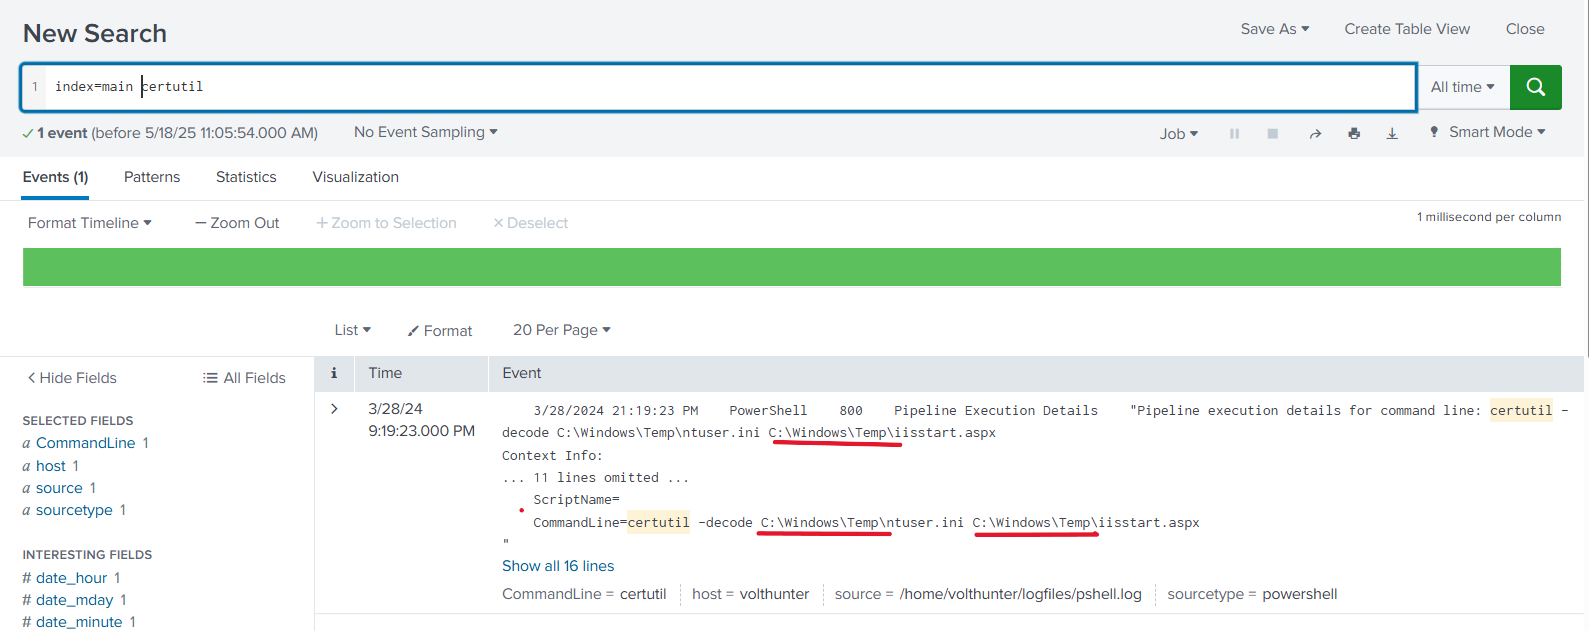 New Search
Save As Create Table View Close
1 index=main certutil
All time
1 event (before 5/18/25 11:05:54.000 AM) No Event Sampling
Job Smart Mode
Events (1) Patterns Statistics Visualization
Format Timeline — Zoom Out + Zoom to Selection × Deselect
1 millisecond per column
List Format 20 Per Page
< Hide Fields All Fields
i Time Event
SELECTED FIELDS
a CommandLine 1
a host 1
a source 1
a sourcetype 1
INTERESTING FIELDS
# date_hour 1
# date_mday 1
# date_minute 1
> 3/28/24
9:19:23.000 PM
3/28/2024 21:19:23 PM PowerShell 800 Pipeline Execution Details "Pipeline execution details for command line: certutil -
decode C:\Windows\Temp\ntuser.ini C:\Windows\Temp\iisstart.aspx
Context Info:
... 11 lines omitted ...
ScriptName=
CommandLine=certutil -decode C:\Windows\Temp\ntuser.ini C:\Windows\Temp\iisstart.aspx
"
Show all 16 lines
CommandLine = certutil host = volthunter source = /home/volthunter/logfiles/pshell.log sourcetype = powershell